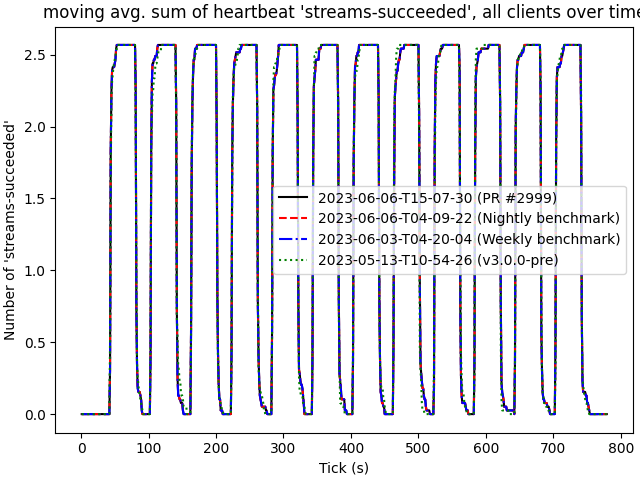 moving avg. sum of heartbeat 'streams-succeeded', all clients over time
Number of 'streams-succeeded'
2.5
2.0
1.5
1.0
0.5
0.0
2023-06-06-T15-07-30 (PR #2999)
2023-06-06-T04-09-22 (Nightly benchmark)
2023-06-03-T04-20-04 (Weekly benchmark)
2023-05-13-T10-54-26 (v3.0.0-pre)
0 100 200 300 400 500 600 700 800
Tick (s)